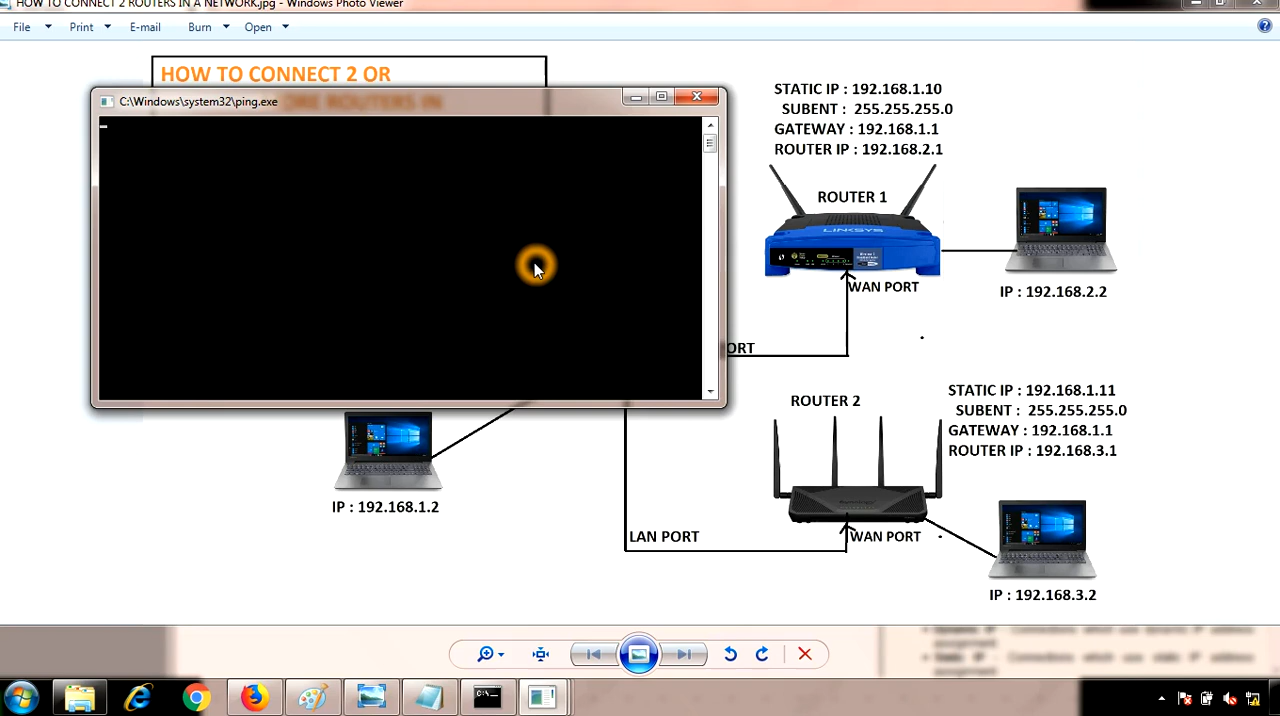 HOW TO CONNECT 2 ROUTERS IN A NETWORK.jpg - Windows Photo Viewer
File Print E-mail Burn Open
HOW TO CONNECT 2 OR
ORE ROUTERS IN
C:\Windows\system32\ping.exe
STATIC IP : 192.168.1.10
SUBENT : 255.255.255.0
GATEWAY : 192.168.1.1
ROUTER IP : 192.168.2.1
ROUTER 1
LINKSYS
WAN PORT
IP : 192.168.2.2
ORT
ROUTER 2
STATIC IP : 192.168.1.11
SUBENT : 255.255.255.0
GATEWAY : 192.168.1.1
ROUTER IP : 192.168.3.1
IP : 192.168.1.2
LAN PORT
WAN PORT
IP : 192.168.3.2